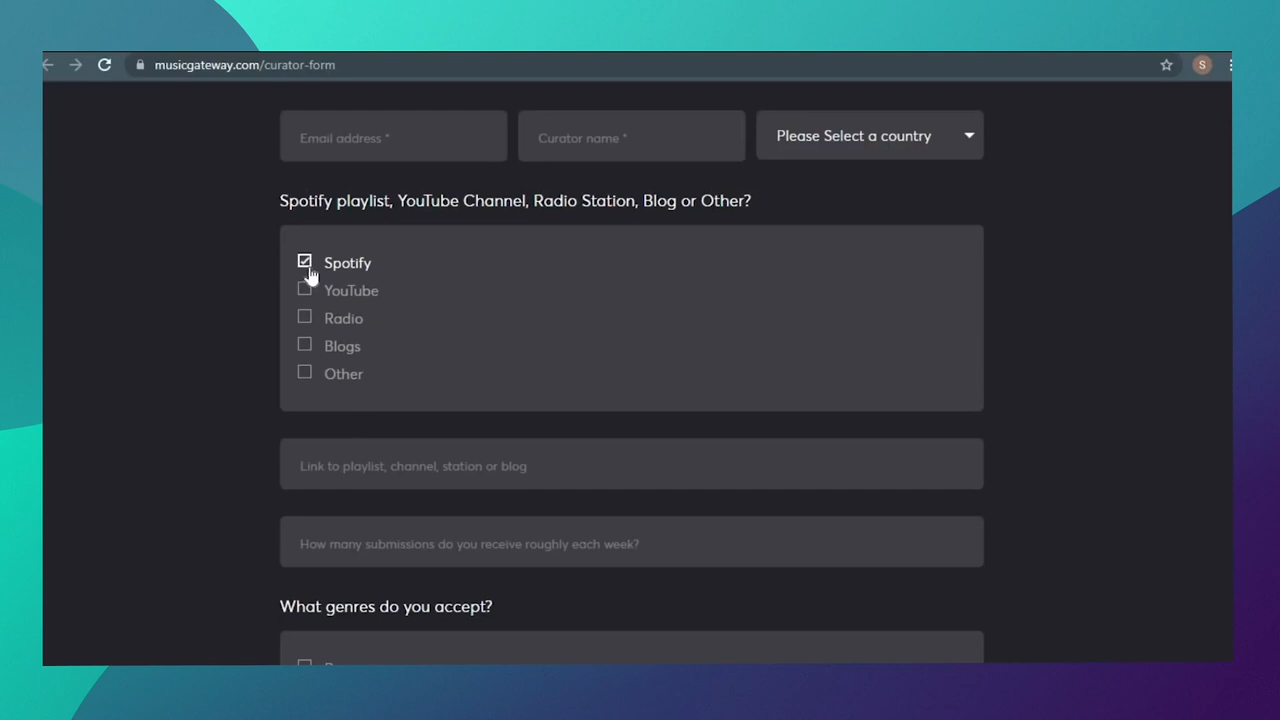 musicgateway.com/curator-form
S
Email address *
Curator name *
Please Select a country
Spotify playlist, YouTube Channel, Radio Station, Blog or Other?
Spotify
YouTube
Radio
Blogs
Other
Link to playlist, channel, station or blog
How many submissions do you receive roughly each week?
What genres do you accept?